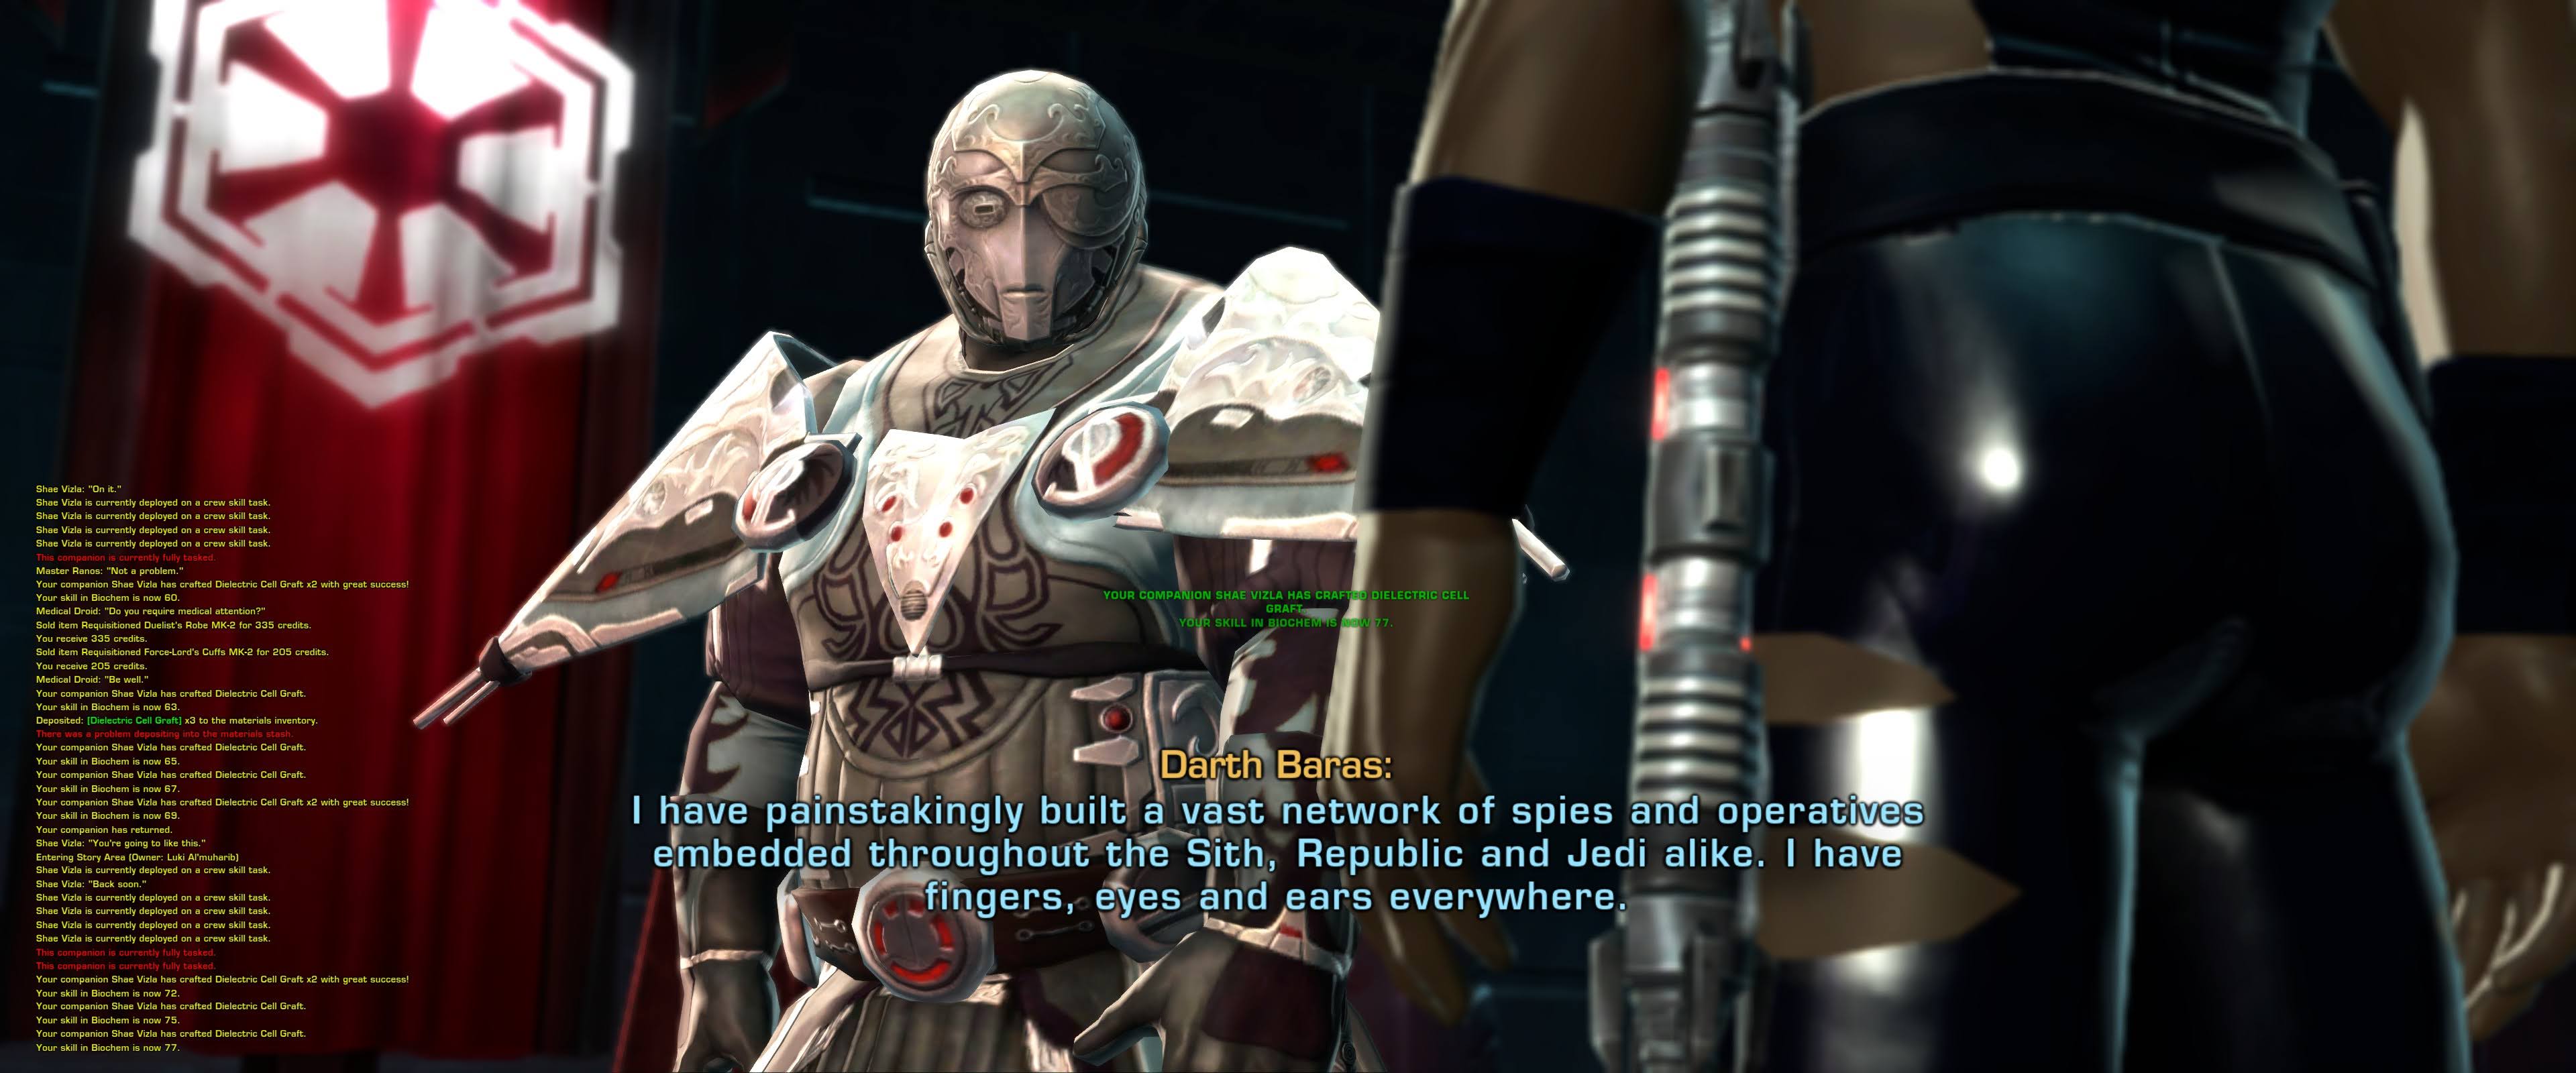 Shae Vizla: "On it."
Shae Vizla is currently deployed on a crew skill task.
Shae Vizla is currently deployed on a crew skill task.
Shae Vizla is currently deployed on a crew skill task.
Shae Vizla is currently deployed on a crew skill task.
This companion is currently fully tasked.
Master Ranos: "Not a problem."
Your companion Shae Vizla has crafted Dielectric Cell Graft x2 with great success!
Your skill in Biochem is now 60.
Medical Droid: "Do you require medical attention?"
Sold item Requisitioned Duelist's Robe MK-2 for 335 credits.
You receive 335 credits.
Sold item Requisitioned Force-Lord's Cuffs MK-2 for 205 credits.
You receive 205 credits.
Medical Droid: "Be well."
Your companion Shae Vizla has crafted Dielectric Cell Graft.
Your skill in Biochem is now 63.
Deposited: [Dielectric Cell Graft] x3 to the materials inventory.
There was a problem depositing into the materials stash.
Your companion Shae Vizla has crafted Dielectric Cell Graft.
Your skill in Biochem is now 65.
Your companion Shae Vizla has crafted Dielectric Cell Graft.
Your skill in Biochem is now 67.
Your companion Shae Vizla has crafted Dielectric Cell Graft x2 with great success!
Your skill in Biochem is now 69.
Your companion has returned.
Shae Vizla: "You're going to like this."
Entering Story Area (Owner: Luki Al'muharib)
Shae Vizla is currently deployed on a crew skill task.
Shae Vizla: "Back soon."
Shae Vizla is currently deployed on a crew skill task.
Shae Vizla is currently deployed on a crew skill task.
Shae Vizla is currently deployed on a crew skill task.
Shae Vizla is currently deployed on a crew skill task.
This companion is currently fully tasked.
This companion is currently fully tasked.
Your companion Shae Vizla has crafted Dielectric Cell Graft x2 with great success!
Your skill in Biochem is now 72.
Your companion Shae Vizla has crafted Dielectric Cell Graft.
Your skill in Biochem is now 75.
Your companion Shae Vizla has crafted Dielectric Cell Graft.
Your skill in Biochem is now 77.
YOUR COMPANION SHAE VIZLA HAS CRAFTED DIELECTRIC CELL
GRAFT.
YOUR SKILL IN BIOCHEM IS NOW 77.
Darth Baras:
I have painstakingly built a vast network of spies and operatives
embedded throughout the Sith, Republic and Jedi alike. I have
fingers, eyes and ears everywhere.